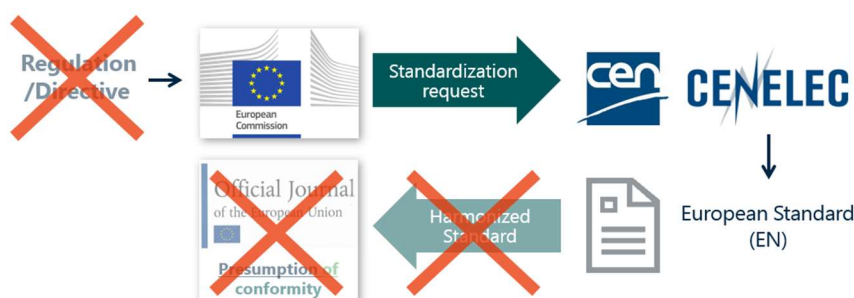 Regulation
/Directive
European
Commission
Standardization
request
cen
CENELEC
Official Journal
of the European Union
Presumption of
conformity
Harmonized
Standard
European Standard
(EN)